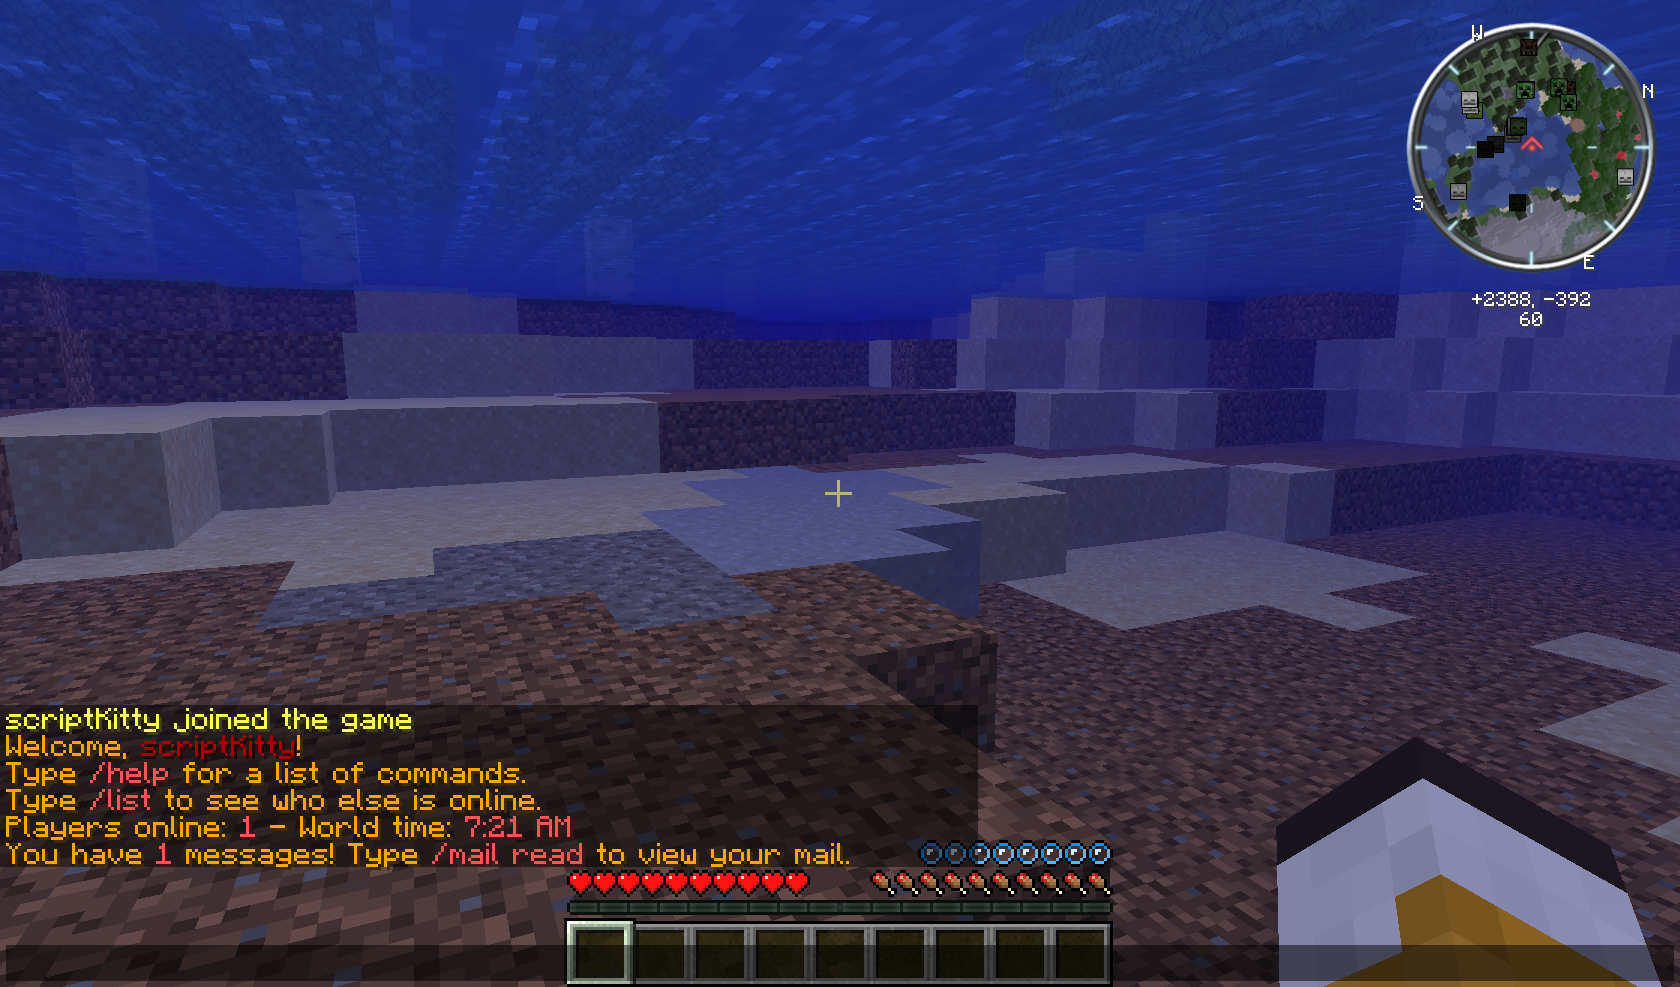 W
N
S
E
+2388, -392
60
scriptKitty joined the game
Welcome, scriptKitty!
Type /help for a list of commands.
Type /list to see who else is online.
Players online: 1 – World time: 7:21 AM
You have 1 messages! Type /mail read to view your mail.